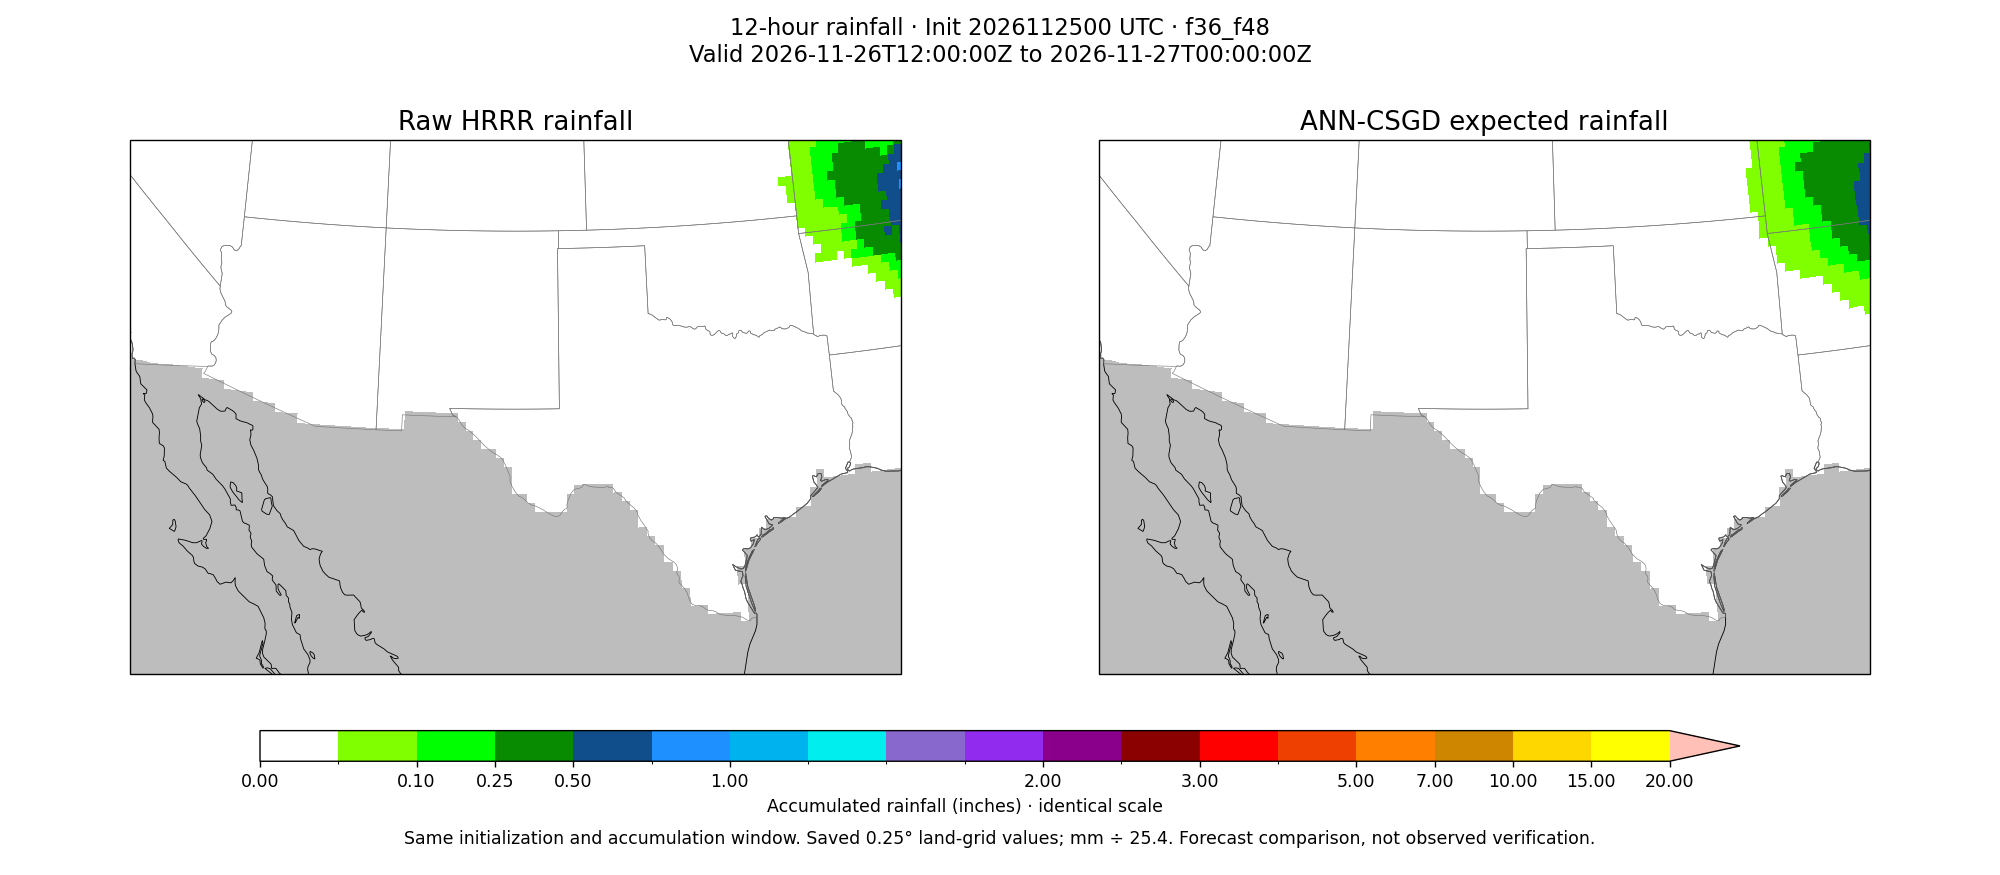 12-hour rainfall · Init 2026112500 UTC · f36_f48
Valid 2026-11-26T12:00:00Z to 2026-11-27T00:00:00Z
Raw HRRR rainfall
ANN-CSGD expected rainfall
0.00 0.10 0.25 0.50 1.00 2.00 3.00 5.00 7.00 10.00 15.00 20.00
Accumulated rainfall (inches) · identical scale
Same initialization and accumulation window. Saved 0.25° land-grid values; mm ÷ 25.4. Forecast comparison, not observed verification.